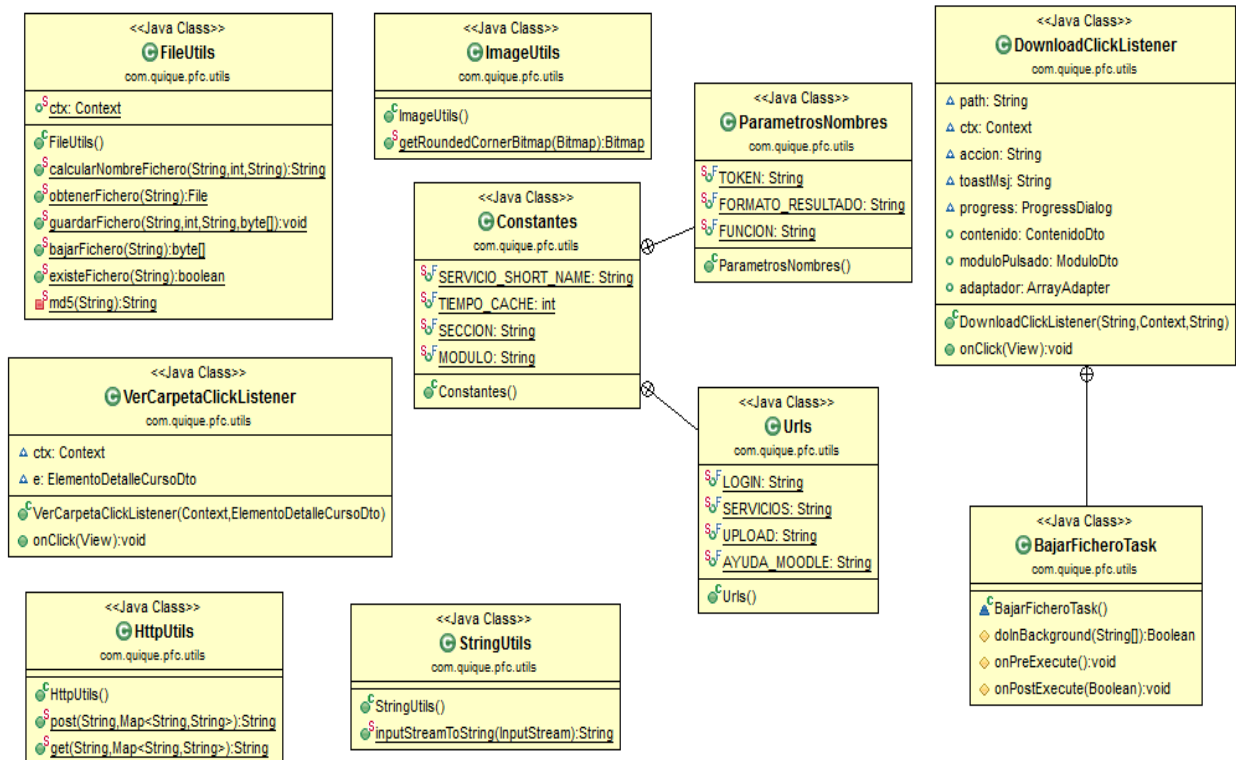 <<Java Class>>
FileUtils
com.quique.pfc.utils
ctx: Context
FileUtils()
calcularNombreFichero(String,int,String):String
obtenerFichero(String):File
guardarFichero(String,int,String,byte[]):void
bajarFichero(String):byte[]
existeFichero(String):boolean
md5(String):String
<<Java Class>>
ImageUtils
com.quique.pfc.utils
ImageUtils()
getRoundedCornerBitmap(Bitmap):Bitmap
<<Java Class>>
ParametrosNombres
com.quique.pfc.utils
TOKEN: String
FORMATO_RESULTADO: String
FUNCION: String
ParametrosNombres()
<<Java Class>>
DownloadClickListener
com.quique.pfc.utils
path: String
ctx: Context
accion: String
toastMsj: String
progress: ProgressDialog
contenido: ContenidoDto
moduloPulsado: ModuloDto
adaptador: ArrayAdapter
DownloadClickListener(String,Context,String)
onClick(View):void
<<Java Class>>
Constantes
com.quique.pfc.utils
SERVICIO_SHORT_NAME: String
TIEMPO_CACHE: int
SECCION: String
MODULO: String
Constantes()
<<Java Class>>
VerCarpetaClickListener
com.quique.pfc.utils
ctx: Context
e: ElementoDetalleCursoDto
VerCarpetaClickListener(Context,ElementoDetalleCursoDto)
onClick(View):void
<<Java Class>>
Urls
com.quique.pfc.utils
LOGIN: String
SERVICIOS: String
UPLOAD: String
AYUDA_MOODLE: String
Urls()
<<Java Class>>
BajarFicheroTask
com.quique.pfc.utils
BajarFicheroTask()
doInBackground(String[]):Boolean
onPreExecute():void
onPostExecute(Boolean):void
<<Java Class>>
HttpUtils
com.quique.pfc.utils
HttpUtils()
post(String,Map<String,String>):String
get(String,Map<String,String>):String
<<Java Class>>
StringUtils
com.quique.pfc.utils
StringUtils()
inputStreamToString(InputStream):String